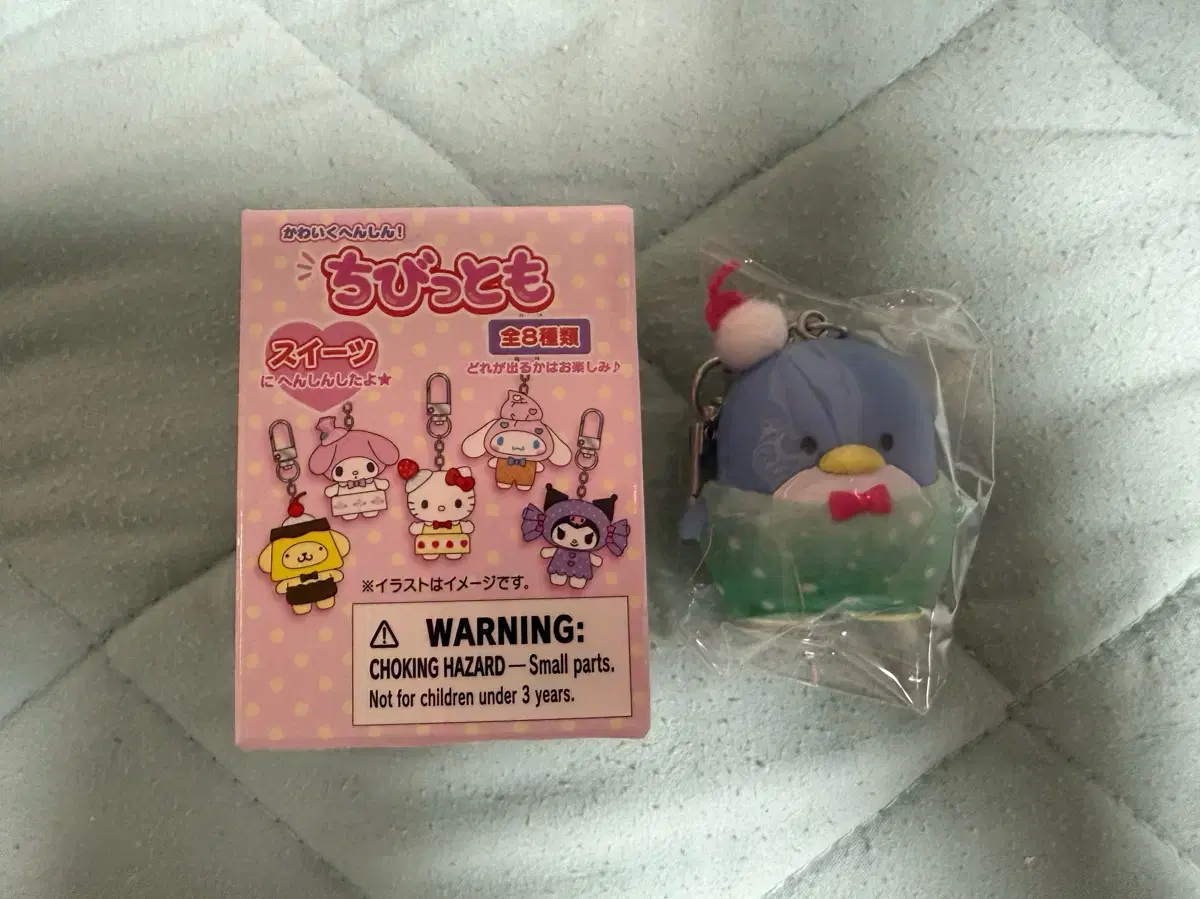 かわいくへんしん!
ちびっとも
スイーツ
にへんしんしたよ★
全8種類
どれが出るかはお楽しみ♪
※イラストはイメージです。
WARNING:
CHOKING HAZARD — Small parts.
Not for children under 3 years.